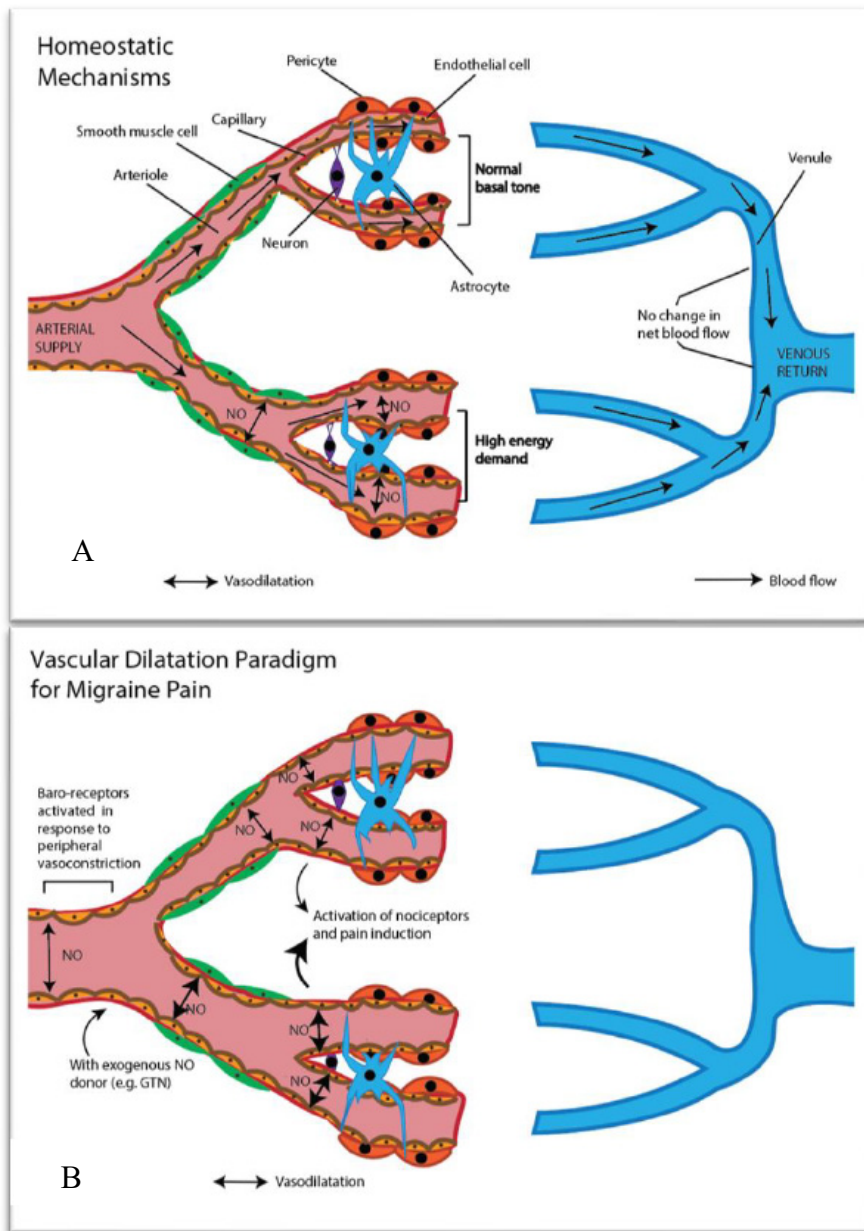 Homeostatic
Mechanisms
Pericyte
Endothelial cell
Capillary
Smooth muscle cell
Arteriole
Normal
basal tone
Venule
Neuron
Astrocyte
No change in
net blood flow
ARTERIAL
SUPPLY
VENOUS
RETURN
NO
NO
High energy
demand
NO
A
Vasodilatation
Blood flow
Vascular Dilatation Paradigm
for Migraine Pain
Baro-receptors
activated in
response to
peripheral
vasoconstriction
NO
NO
NO
Activation of nociceptors
and pain induction
NO
NO
NO
NO
With exogenous NO
donor (e.g. GTN)
B
Vasodilatation